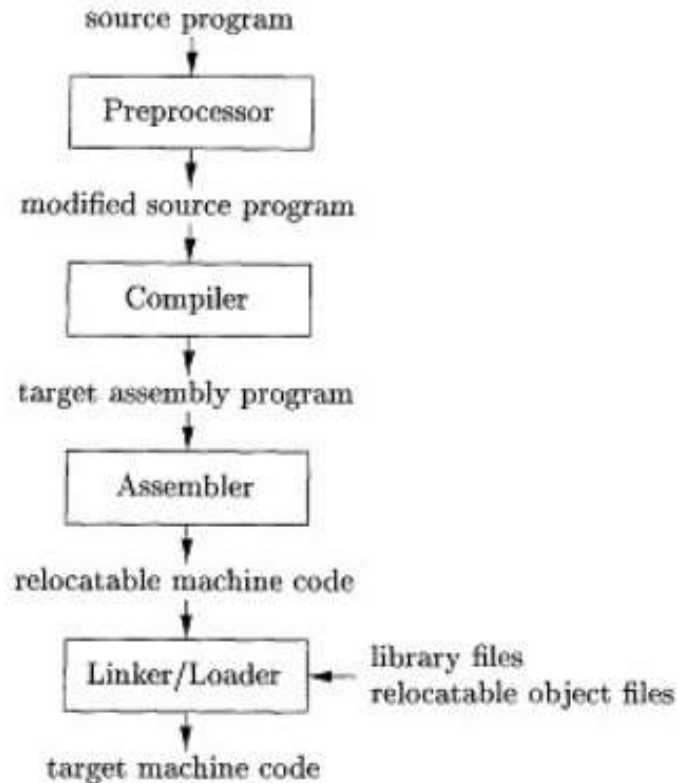 source program
Preprocessor
modified source program
Compiler
target assembly program
Assembler
relocatable machine code
Linker/Loader
library files
relocatable object files
target machine code